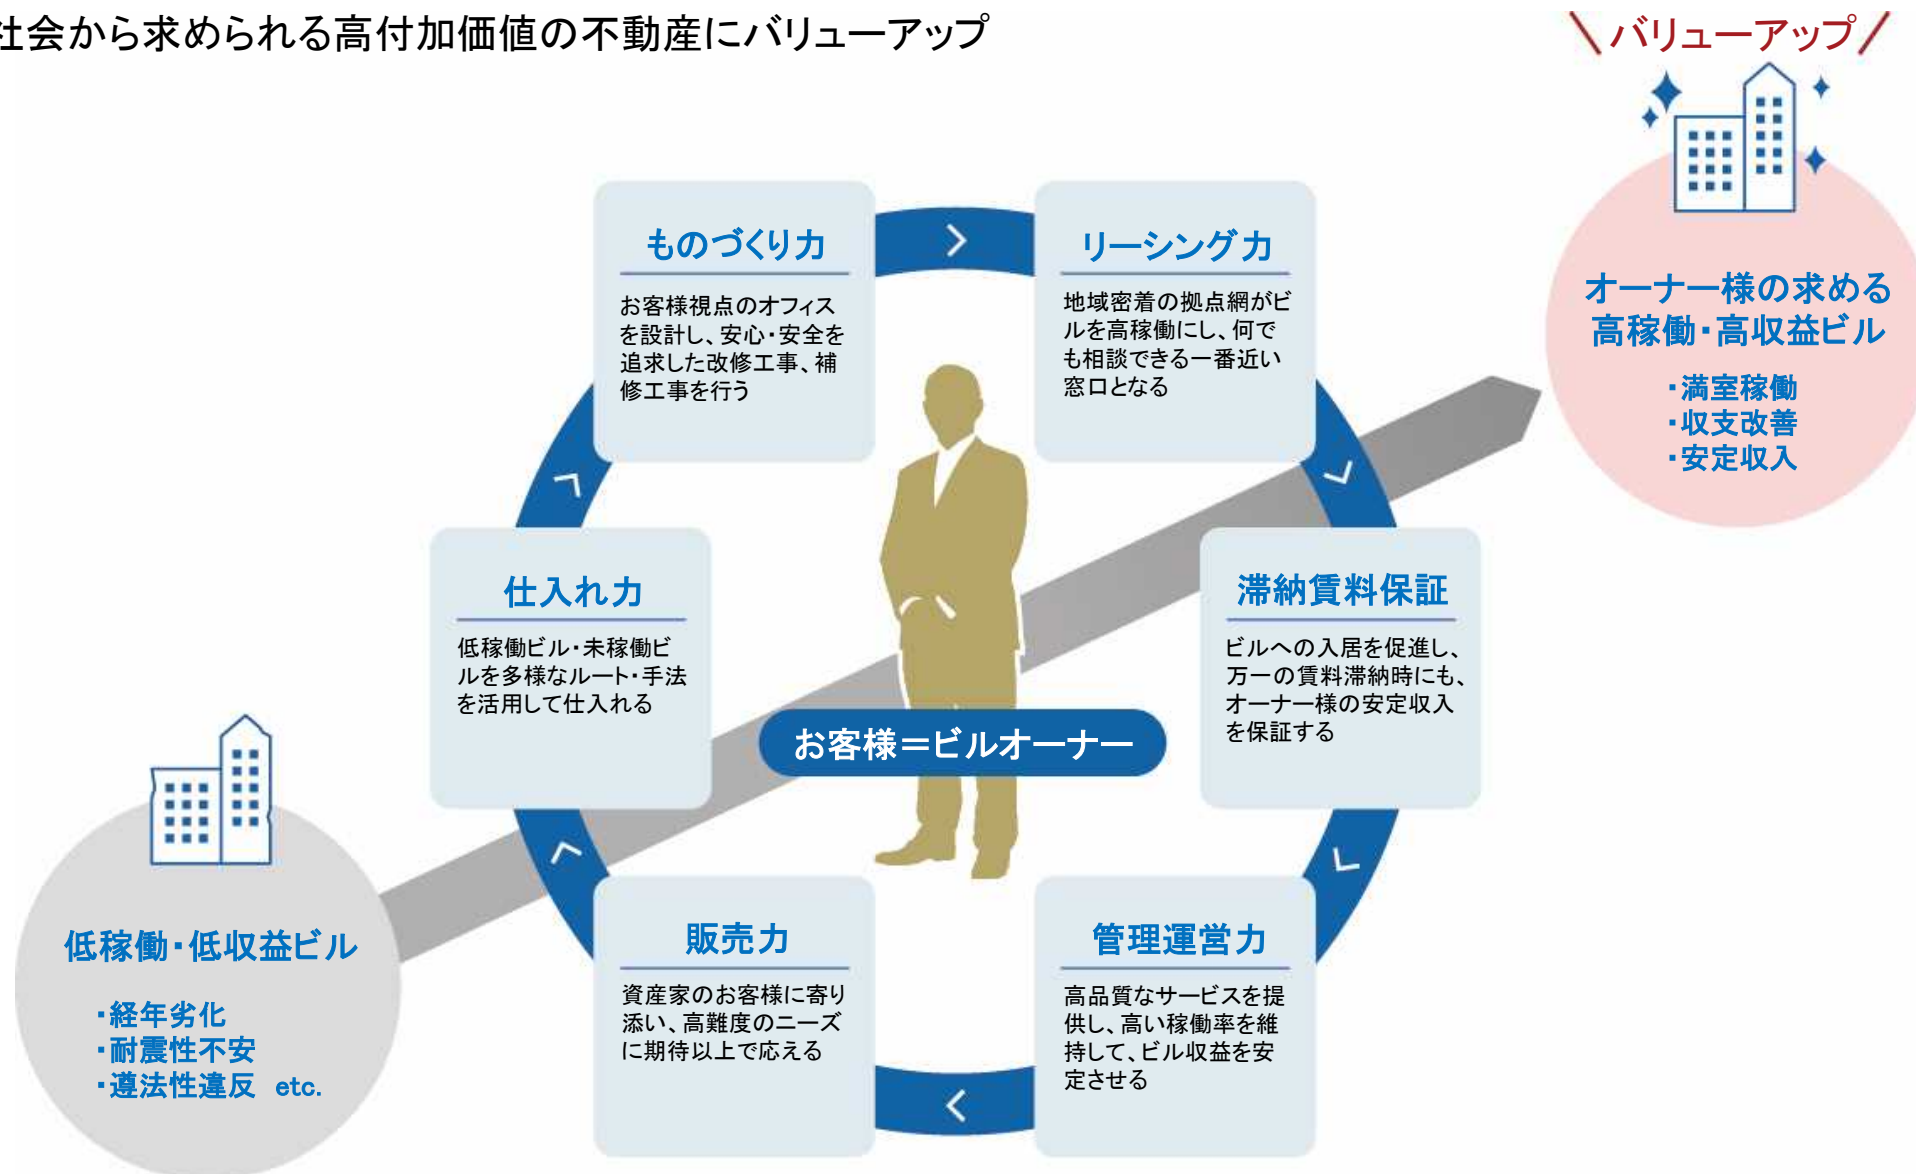 社会から求められる高付加価値の不動産にバリューアップ
バリューアップ
オーナー様の求める
高稼働・高収益ビル
・満室稼働
・収支改善
・安定収入
ものづくり力
お客様視点のオフィス
を設計し、安心・安全を
追求した改修工事、補
修工事を行う
リーシング力
地域密着の拠点網がビ
ルを高稼働にし、何で
も相談できる一番近い
窓口となる
仕入れ力
低稼働ビル・未稼働ビ
ルを多様なルート・手法
を活用して仕入れる
滞納賃料保証
ビルへの入居を促進し、
万一の賃料滞納時にも、
オーナー様の安定収入
を保証する
お客様＝ビルオーナー
販売力
資産家のお客様に寄り
添い、高難度のニーズ
に期待以上で応える
管理運営力
高品質なサービスを提
供し、高い稼働率を維
持して、ビル収益を安
定させる
低稼働・低収益ビル
・経年劣化
・耐震性不安
・遵法性違反 etc.